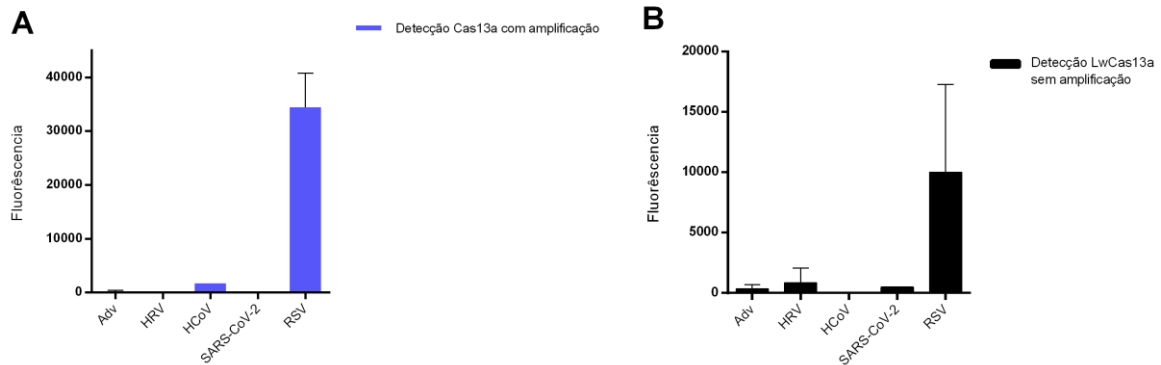 A
Detecção Cas13a com amplificação
Fluorêscencia
40000
30000
20000
10000
0
Adv
HRV
HCoV
SARS-CoV-2
RSV
B
Detecção LwCas13a
sem amplificação
Fluorêscencia
20000
15000
10000
5000
0
Adv
HRV
HCoV
SARS-CoV-2
RSV